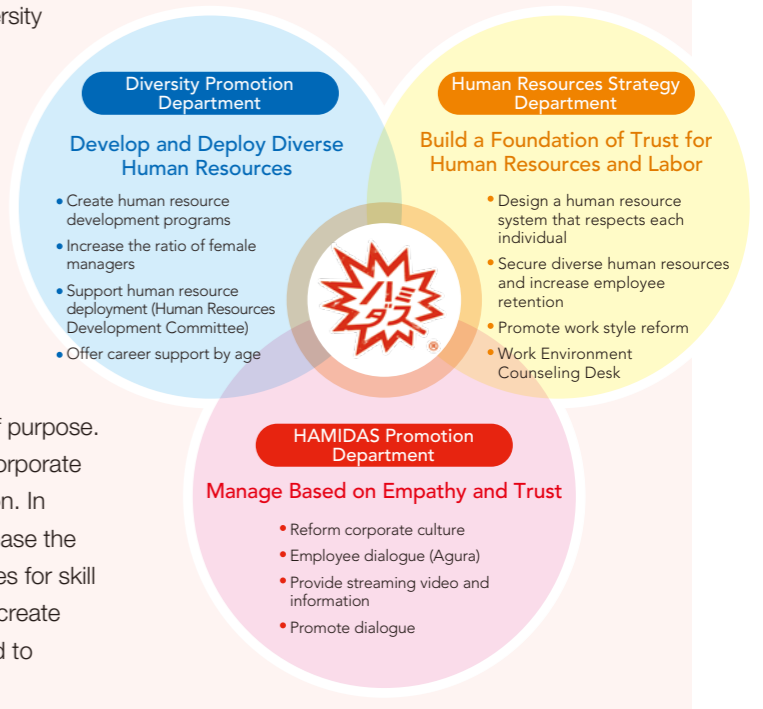 ersity
Diversity Promotion
Department
Develop and Deploy Diverse
Human Resources
• Create human resource
development programs
• Increase the ratio of female
managers
• Support human resource
deployment (Human Resources
Development Committee)
• Offer career support by age
Human Resources Strategy
Department
Build a Foundation of Trust for
Human Resources and Labor
• Design a human resource
system that respects each
individual
• Secure diverse human resources
and increase employee
retention
• Promote work style reform
• Work Environment
Counseling Desk
ハミ
ダス
®
HAMIDAS Promotion
Department
Manage Based on Empathy and Trust
• Reform corporate culture
• Employee dialogue (Agura)
• Provide streaming video and
information
• Promote dialogue
f purpose.
orporate
n. In
ase the
es for skill
create
d to